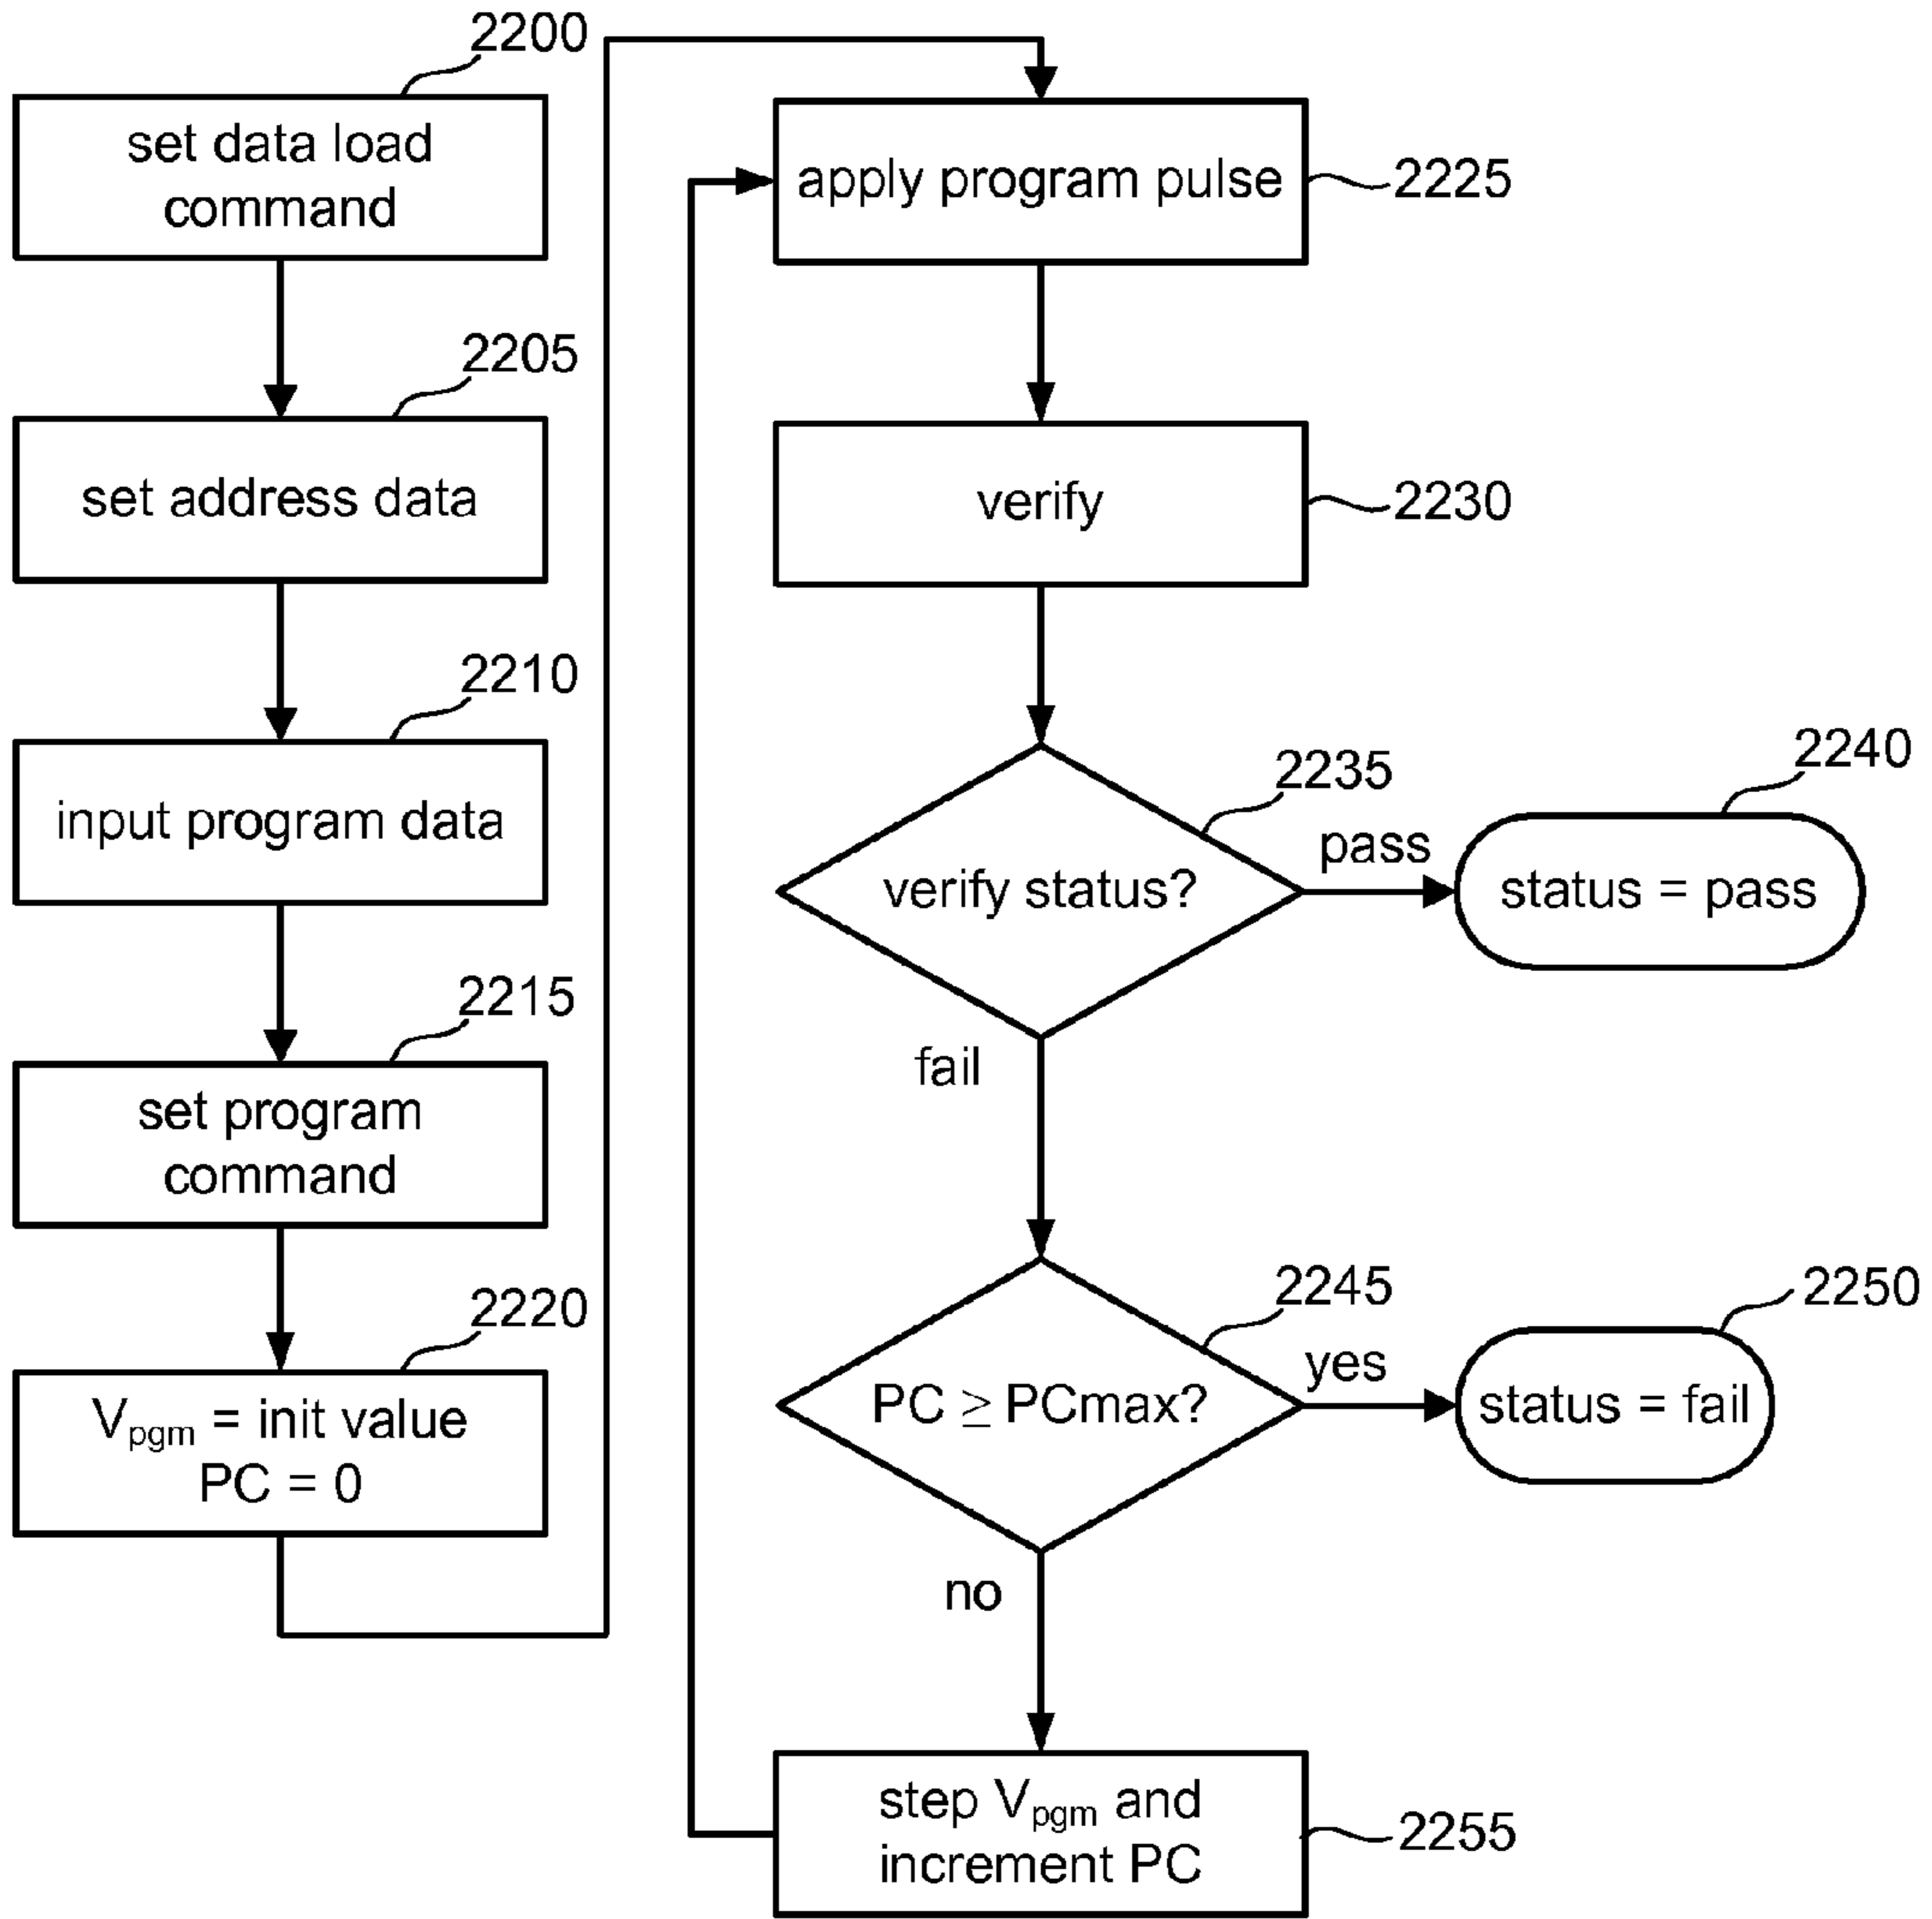 2200
set data load
command
2205
set address data
2210
input program data
2215
set program
command
2220
Vpgm = init value
PC = 0
apply program pulse
2225
verify
2230
2235
verify status?
pass
2240
status = pass
fail
2245
PC ≥ PCmax?
yes
2250
status = fail
no
step Vpgm and
increment PC
2255